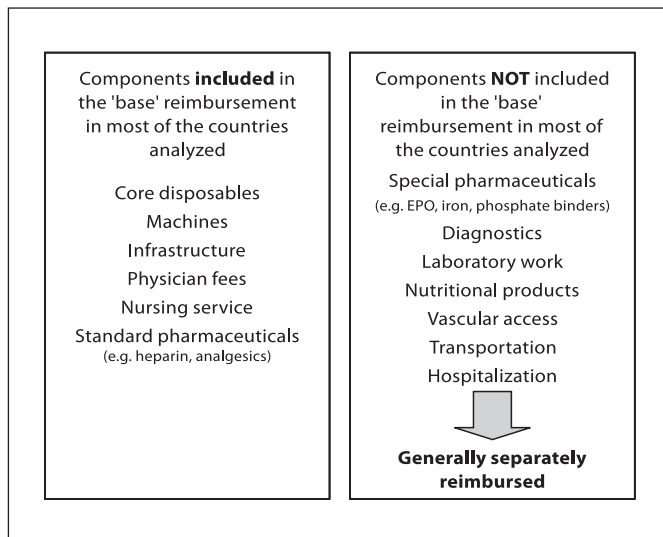 Components included in
the 'base' reimbursement
in most of the countries
analyzed
Core disposables
Machines
Infrastructure
Physician fees
Nursing service
Standard pharmaceuticals
(e.g. heparin, analgesics)
Components NOT included
in the 'base'
reimbursement in most of
the countries analyzed
Special pharmaceuticals
(e.g. EPO, iron, phosphate binders)
Diagnostics
Laboratory work
Nutritional products
Vascular access
Transportation
Hospitalization
Generally separately
reimbursed